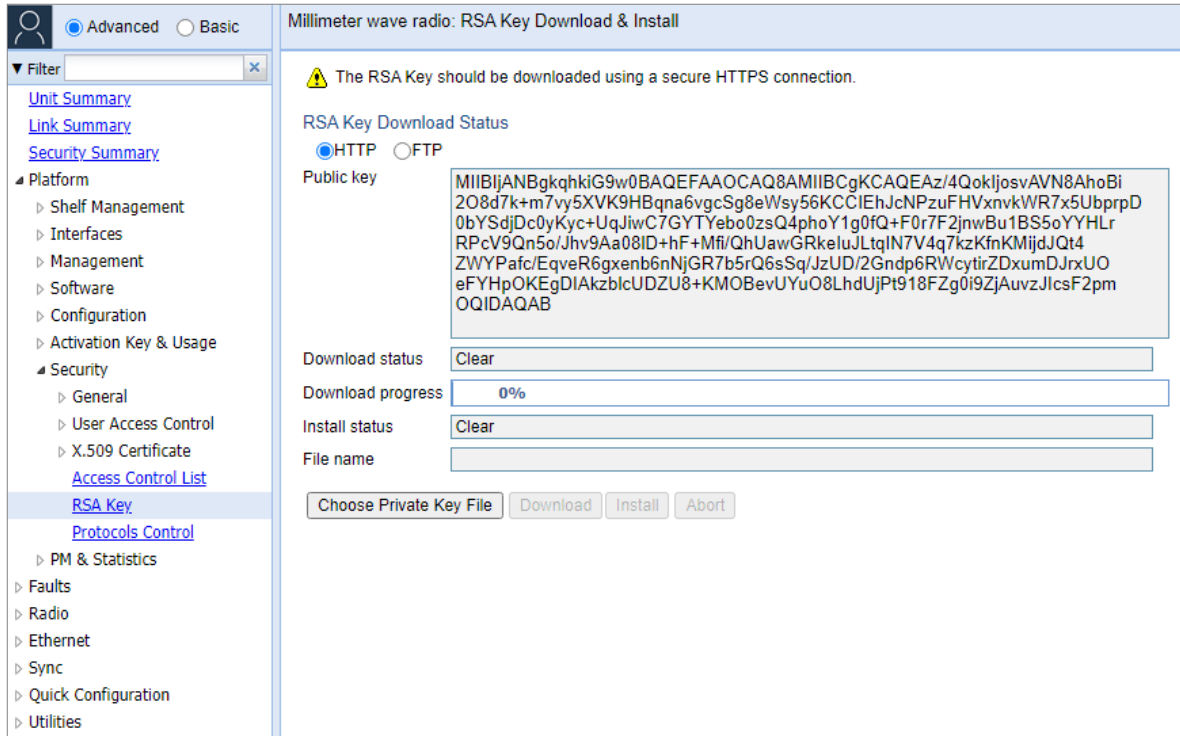 Advanced
Basic
Filter
Unit Summary
Link Summary
Security Summary
Platform
Shelf Management
Interfaces
Management
Software
Configuration
Activation Key & Usage
Security
General
User Access Control
X.509 Certificate
Access Control List
RSA Key
Protocols Control
PM & Statistics
Faults
Radio
Ethernet
Sync
Quick Configuration
Utilities
Millimeter wave radio: RSA Key Download & Install
The RSA Key should be downloaded using a secure HTTPS connection.
RSA Key Download Status
HTTP FTP
Public key
MIIBIjANBgkqhkiG9w0BAQEFAAOCAQ8AMIIBCgKCAQEAz/4QokIjosvAVN8AhoBi
2O8d7k+m7vy5XVK9HBqna6vgcSg8eWsy56KCCIEhJcNPzuFHVxnvkWR7x5UbprpD
0bYSdjDc0yKyc+UqJiwC7GYTYebo0zsQ4phoY1g0fQ+F0r7F2jnwBu1BS5oYYHLr
RPcV9Qn5o/Jhv9Aa08ID+hF+Mfi/QhUawGRkeIuJLtqIN7V4q7kzKfnKMijdJQt4
ZWYPafc/EqveR6gxenb6nNjGR7b5rQ6sSq/JzUD/2Gndp6RWcytirZDxumDJrxUO
eFYHpOKEgDIAkzblcUDZU8+KMOBevUYuO8LhdUjPt918FZg0i9ZjAuvzJIcsF2pm
OQIDAQAB
Download status Clear
Download progress 0%
Install status Clear
File name
Choose Private Key File Download Install Abort